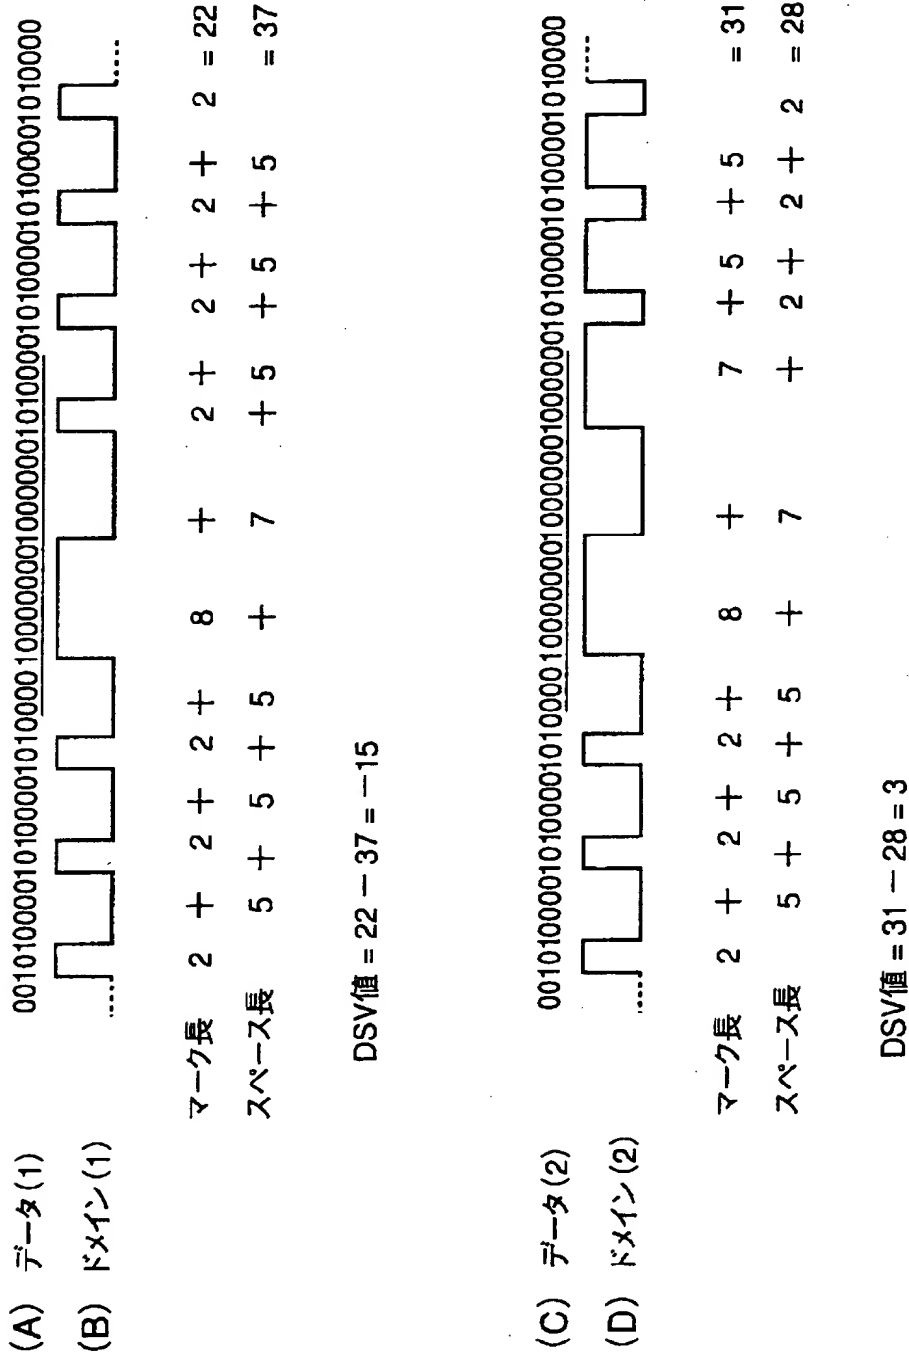 (A) データ(1) 001010000101000010100001000000010000001010000101000010100001010000
(B) ドメイン(1)
マーク長 2 + 2 + 2 + 8 + 2 + 2 + 2 + 2 = 22
スペース長 5 + 5 + 5 + 7 + 5 + 5 + 5 = 37
DSV値 = 22 − 37 = −15
(C) データ(2) 001010000101000010100001000000010000001000000101000010100001010000
(D) ドメイン(2)
マーク長 2 + 2 + 2 + 8 + 7 + 5 + 5 = 31
スペース長 5 + 5 + 5 + 7 + 2 + 2 + 2 = 28
DSV値 = 31 − 28 = 3